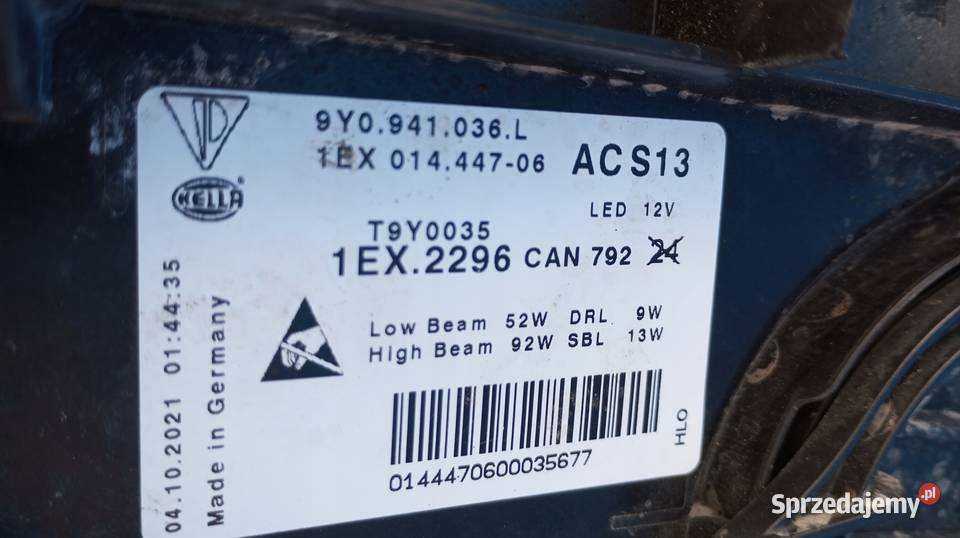 9Y0.941.036.L
1EX 014.447-06
ACS13
HELLA
LED 12V
T9Y0035
1EX.2296 CAN 792 24
Low Beam 52W DRL 9W
High Beam 92W SBL 13W
0144470600035677
HLO
04.10.2021 01:44:35
Made in Germany
Sprzedajemy.pl